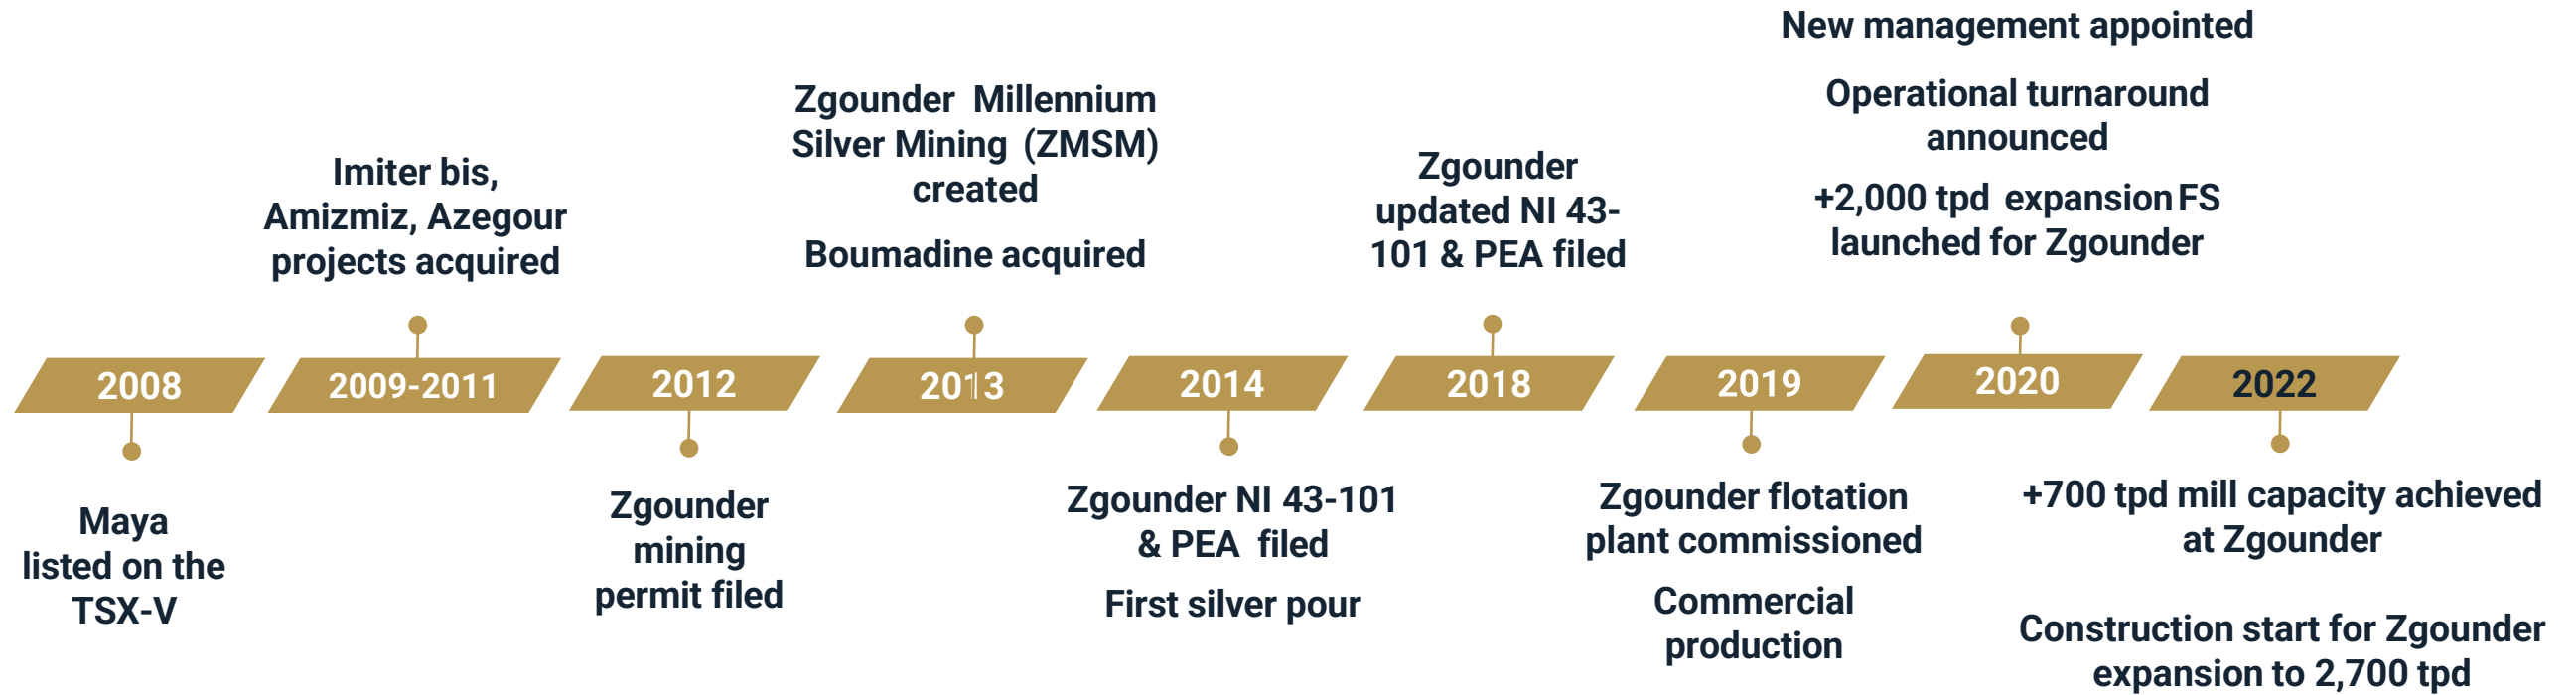 2008
Maya
listed on the
TSX-V
Imiter bis,
Amizmiz, Azegour
projects acquired
2009-2011
2012
Zgounder
mining
permit filed
Zgounder Millennium
Silver Mining (ZMSM)
created
Boumadine acquired
2013
2014
Zgounder NI 43-101
& PEA filed
First silver pour
Zgounder
updated NI 43-
101 & PEA filed
2018
2019
Zgounder flotation
plant commissioned
Commercial
production
New management appointed
Operational turnaround
announced
+2,000 tpd expansion FS
launched for Zgounder
2020
2022
+700 tpd mill capacity achieved
at Zgounder
Construction start for Zgounder
expansion to 2,700 tpd